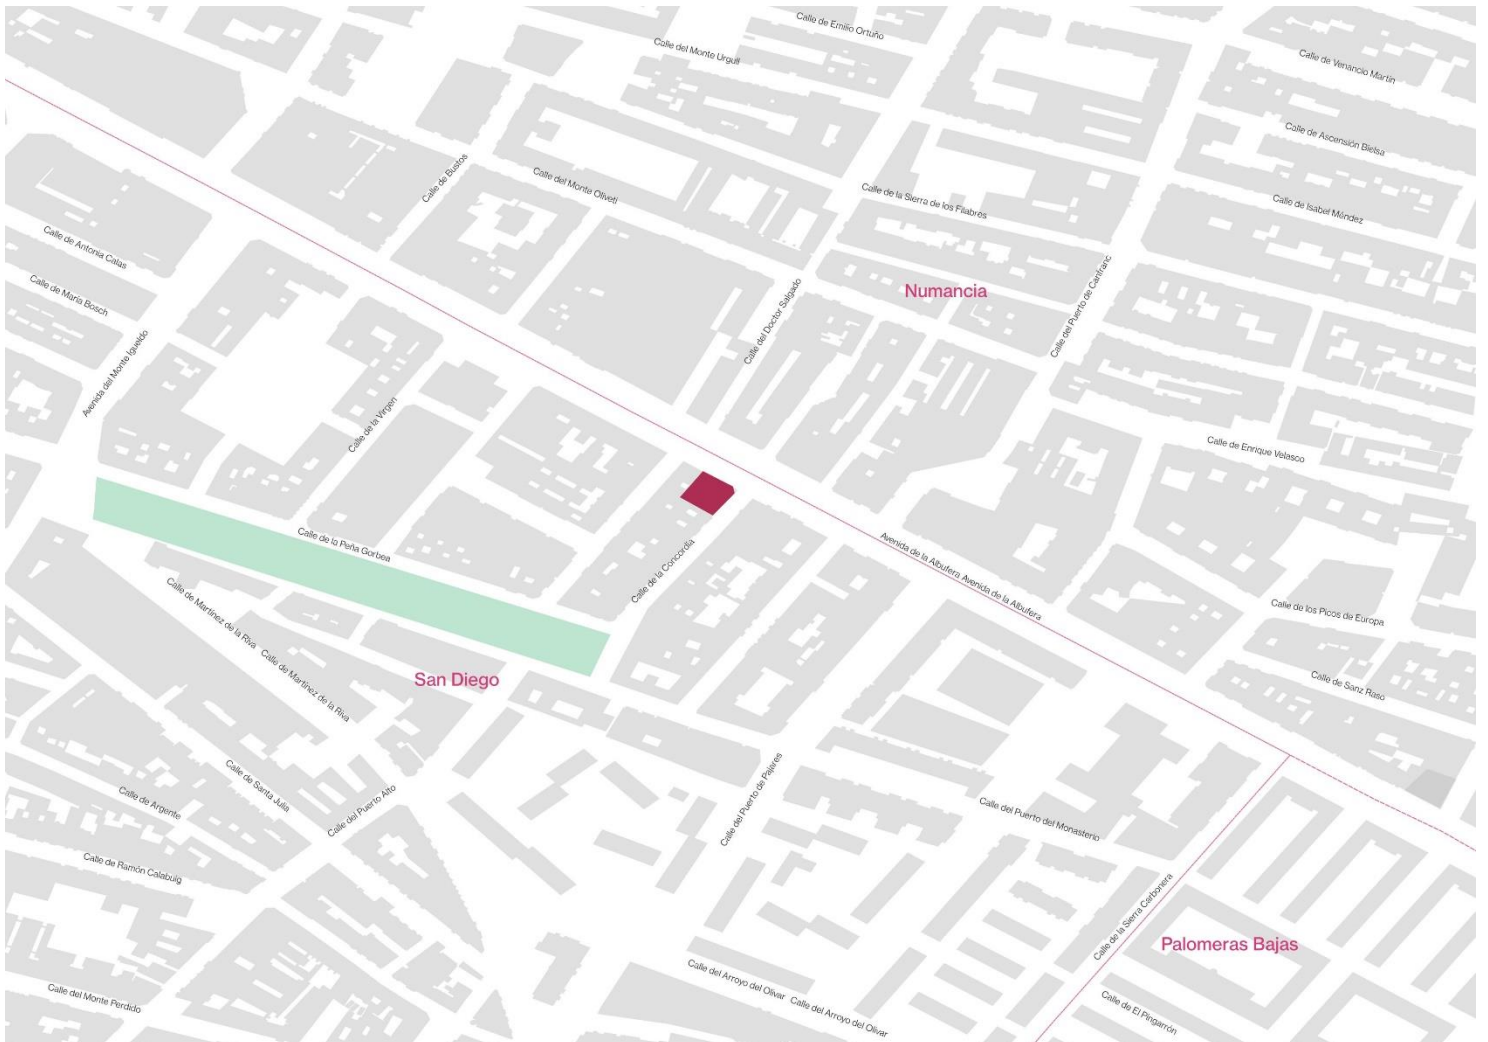 Calle de Emilio Ortuño
Calle del Monte Urgull
Calle de Venancio Martín
Calle de Ascensión Bielsa
Calle de Bustos
Calle del Monte Oliveti
Calle de la Sierra de los Filabres
Calle de Isabel Méndez
Calle de Antonia Calas
Calle de María Bosch
Numancia
Calle del Puerto de Canfranc
Calle del Doctor Salgado
Avenida del Monte Igueldo
Calle de la Virgen
Calle de Enrique Velasco
Calle de la Peña Gorbea
Calle de la Concordia
Avenida de la Albufera Avenida de la Albufera
Calle de Martínez de la Riva Calle de Martínez de la Riva
Calle de los Picos de Europa
San Diego
Calle de Sanz Raso
Calle de Santa Julia
Calle de Argente
Calle del Puerto Alto
Calle del Puerto de Pajares
Calle del Puerto del Monasterio
Calle de Ramón Calabuig
Calle de la Sierra Carbonera
Palomeras Bajas
Calle del Monte Perdido
Calle del Arroyo del Olivar Calle del Arroyo del Olivar
Calle de El Pingarrón